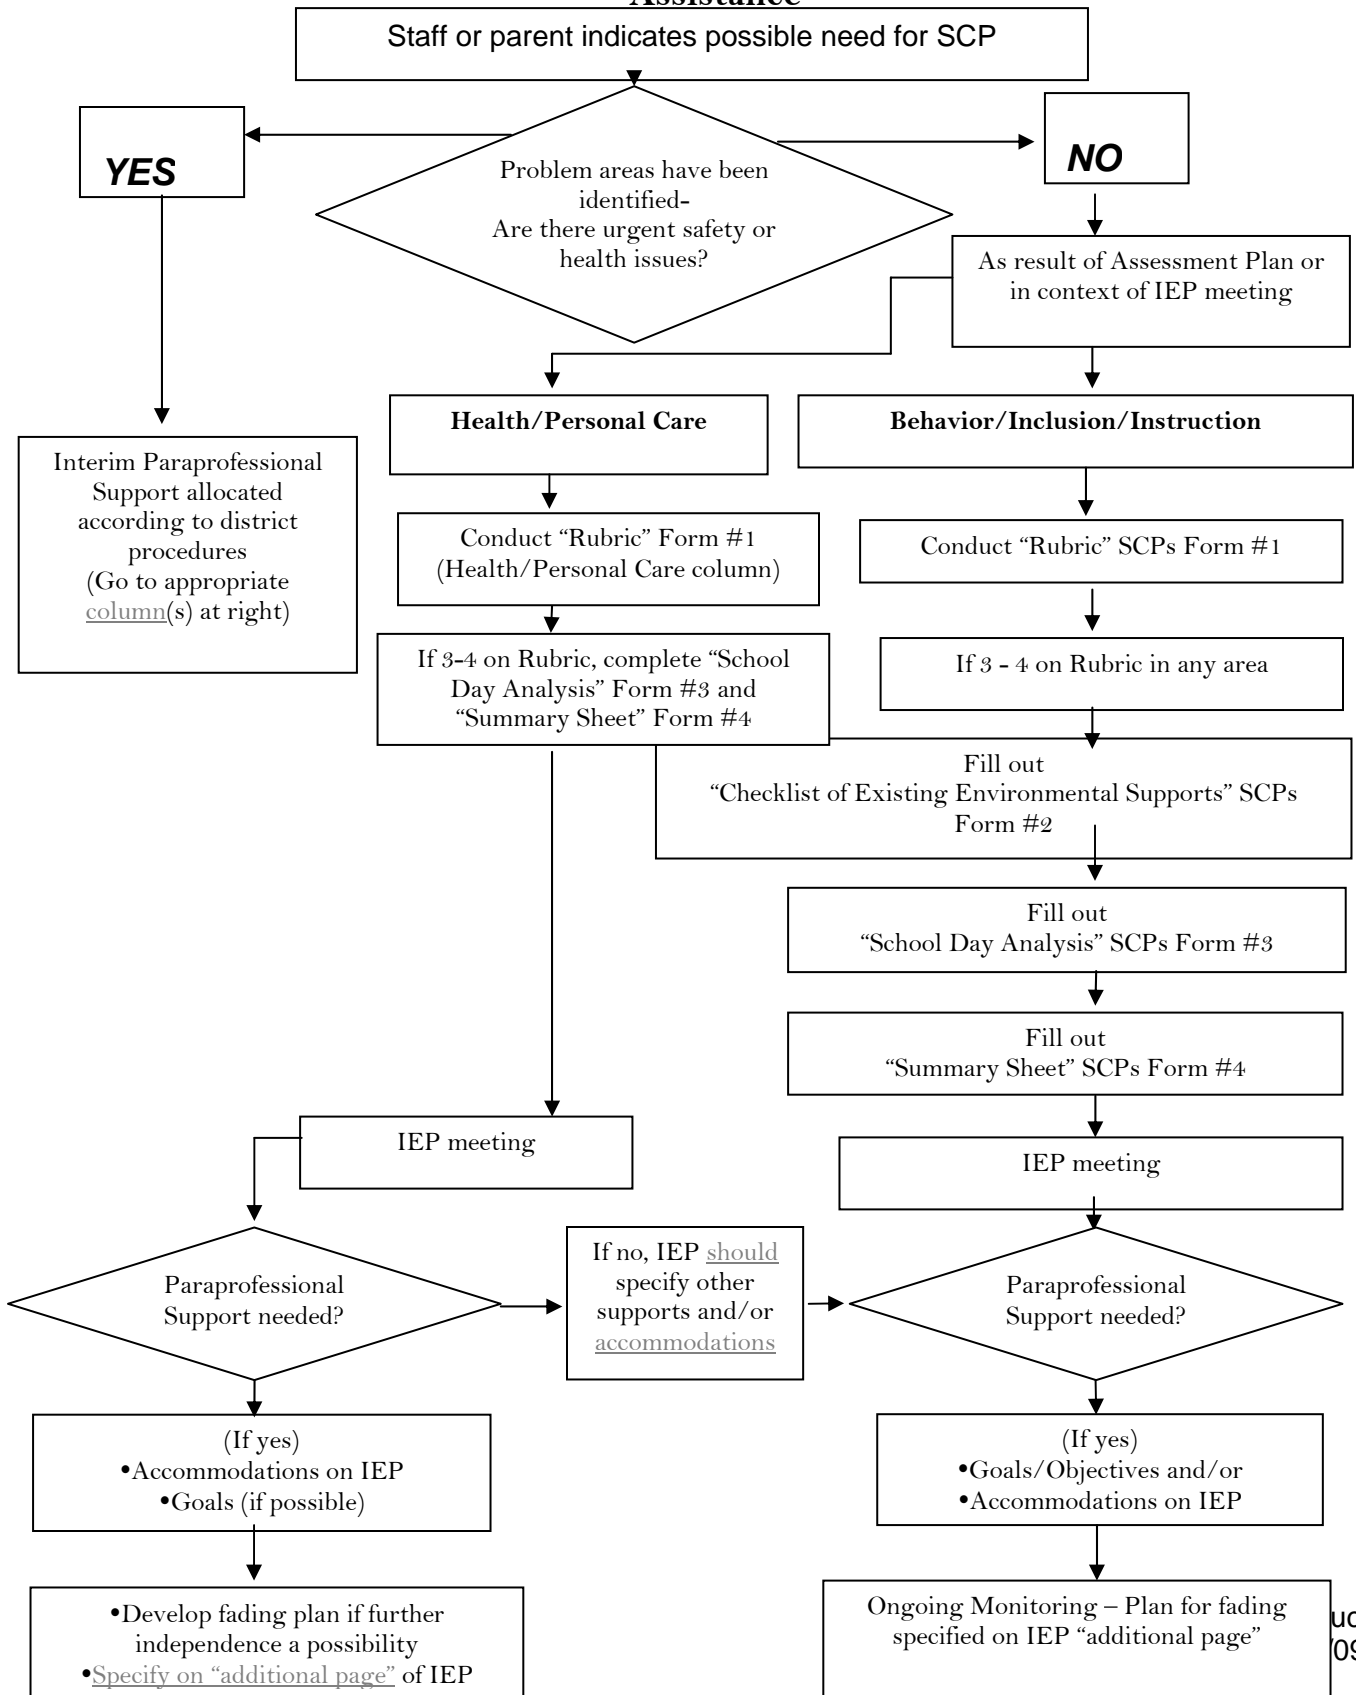 Assistance
Staff or parent indicates possible need for SCP
YES
NO
Problem areas have been
identified-
Are there urgent safety or
health issues?
As result of Assessment Plan or
in context of IEP meeting
Health/Personal Care
Behavior/Inclusion/Instruction
Interim Paraprofessional
Support allocated
according to district
procedures
(Go to appropriate
column(s) at right)
Conduct “Rubric” Form #1
(Health/Personal Care column)
Conduct “Rubric” SCPs Form #1
If 3-4 on Rubric, complete “School
Day Analysis” Form #3 and
“Summary Sheet” Form #4
If 3 - 4 on Rubric in any area
Fill out
“Checklist of Existing Environmental Supports” SCPs
Form #2
Fill out
“School Day Analysis” SCPs Form #3
Fill out
“Summary Sheet” SCPs Form #4
IEP meeting
IEP meeting
Paraprofessional
Support needed?
If no, IEP should
specify other
supports and/or
accommodations
Paraprofessional
Support needed?
(If yes)
•Accommodations on IEP
•Goals (if possible)
(If yes)
•Goals/Objectives and/or
•Accommodations on IEP
•Develop fading plan if further
independence a possibility
•Specify on “additional page” of IEP
Ongoing Monitoring – Plan for fading
specified on IEP “additional page”